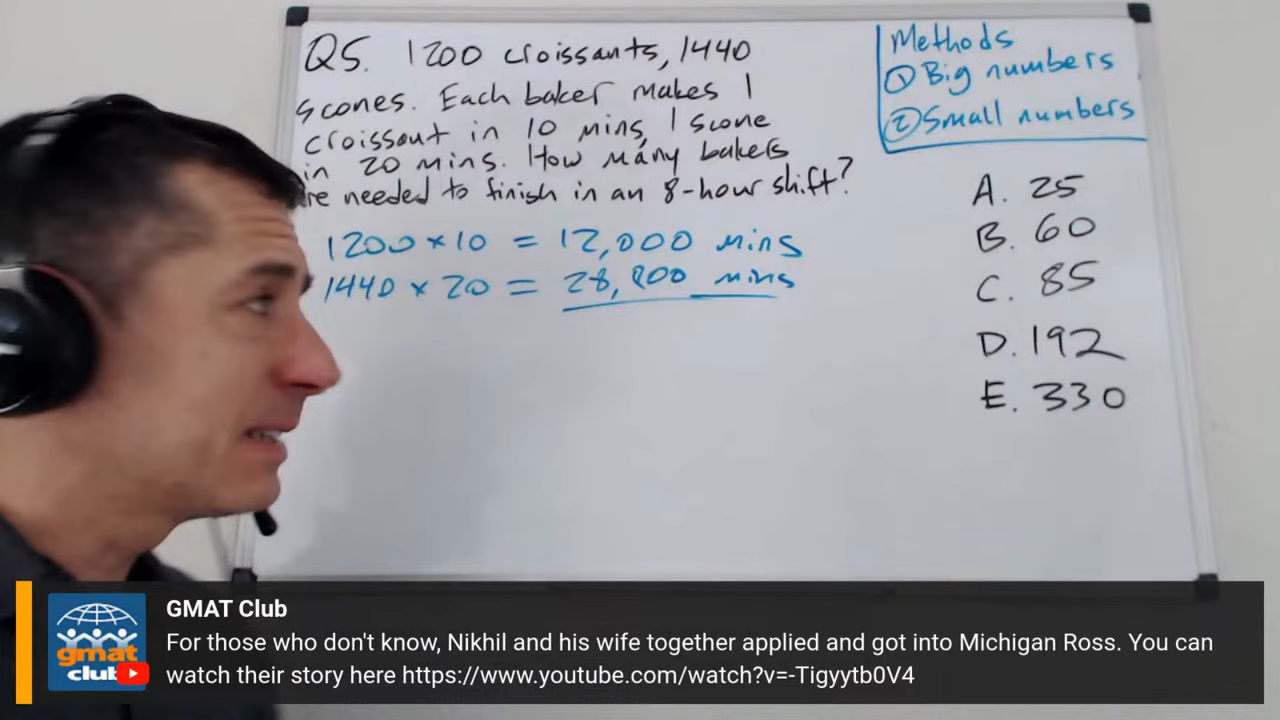 Q5. 1200 croissants, 1440
scones. Each baker makes 1
croissant in 10 mins, 1 scone
in 20 mins. How many bakers
are needed to finish in an 8-hour shift?
1200 × 10 = 12,000 mins
1440 × 20 = 28,800 mins
Methods
① Big numbers
② Small numbers
A. 25
B. 60
C. 85
D. 192
E. 330
gmat
club
GMAT Club
For those who don't know, Nikhil and his wife together applied and got into Michigan Ross. You can
watch their story here https://www.youtube.com/watch?v=-Tigyytb0V4